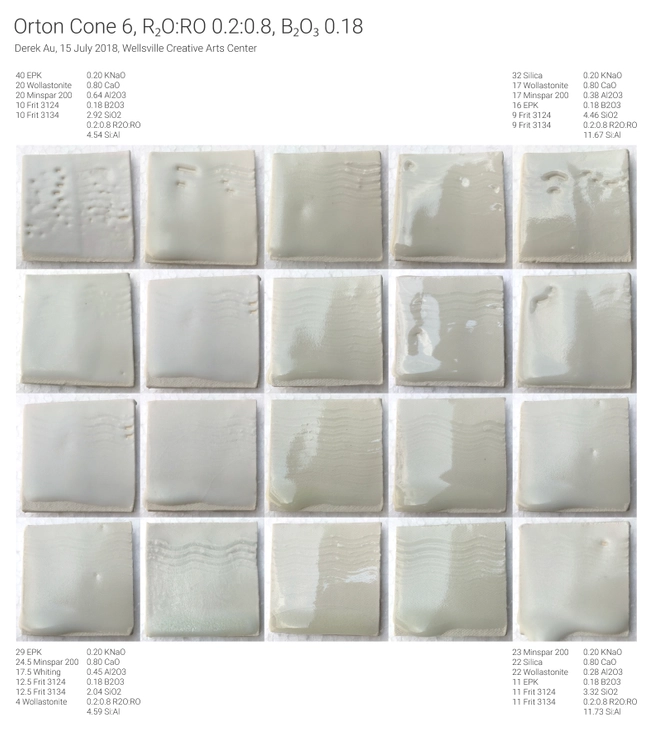 Orton Cone 6, R₂O:RO 0.2:0.8, B₂O₃ 0.18
Derek Au, 15 July 2018, Wellsville Creative Arts Center
40 EPK 0.20 KNaO
20 Wollastonite 0.80 CaO
20 Minspar 200 0.64 Al2O3
10 Frit 3124 0.18 B2O3
10 Frit 3134 2.92 SiO2
0.2:0.8 R2O:RO
4.54 Si:Al
32 Silica 0.20 KNaO
17 Wollastonite 0.80 CaO
17 Minspar 200 0.38 Al2O3
16 EPK 0.18 B2O3
9 Frit 3124 4.46 SiO2
9 Frit 3134 0.2:0.8 R2O:RO
11.67 Si:Al
29 EPK 0.20 KNaO
24.5 Minspar 200 0.80 CaO
17.5 Whiting 0.45 Al2O3
12.5 Frit 3124 0.18 B2O3
12.5 Frit 3134 2.04 SiO2
4 Wollastonite 0.2:0.8 R2O:RO
4.59 Si:Al
23 Minspar 200 0.20 KNaO
22 Silica 0.80 CaO
22 Wollastonite 0.28 Al2O3
11 EPK 0.18 B2O3
11 Frit 3124 3.32 SiO2
11 Frit 3134 0.2:0.8 R2O:RO
11.73 Si:Al